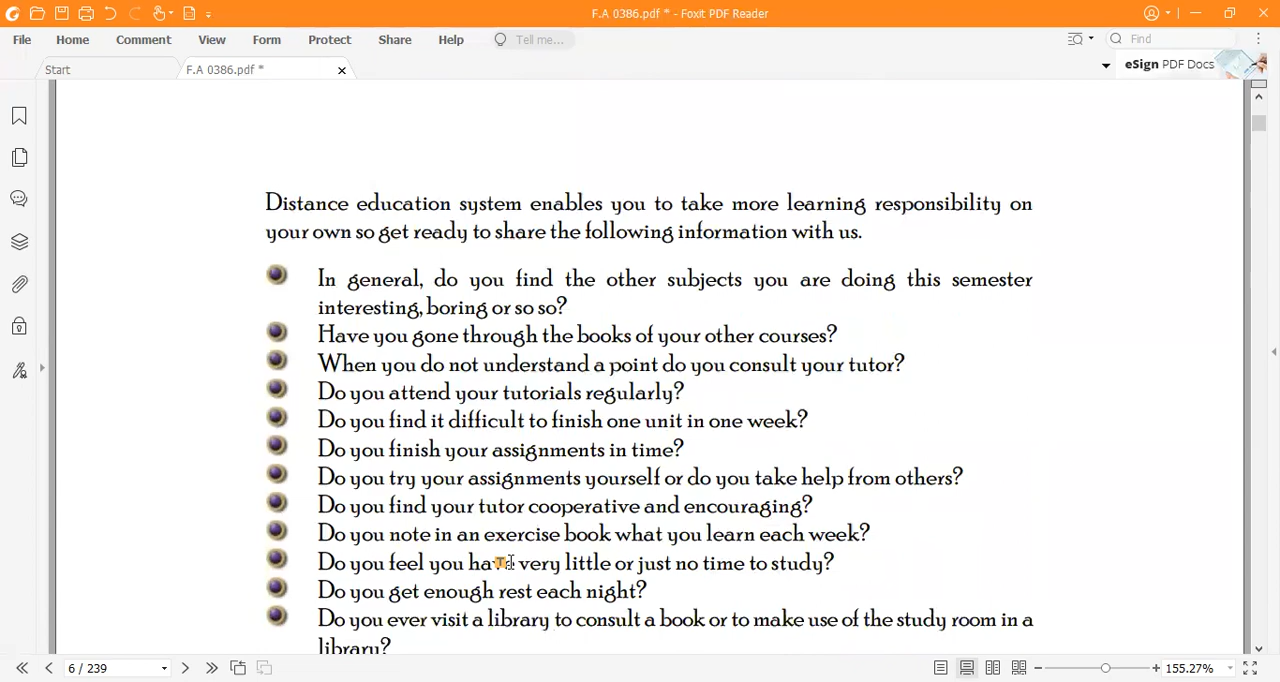 F.A 0386.pdf * - Foxit PDF Reader
File Home Comment View Form Protect Share Help Tell me... Find
Start F.A 0386.pdf * eSign PDF Docs
Distance education system enables you to take more learning responsibility on
your own so get ready to share the following information with us.
In general, do you find the other subjects you are doing this semester
interesting, boring or so so?
Have you gone through the books of your other courses?
When you do not understand a point do you consult your tutor?
Do you attend your tutorials regularly?
Do you find it difficult to finish one unit in one week?
Do you finish your assignments in time?
Do you try your assignments yourself or do you take help from others?
Do you find your tutor cooperative and encouraging?
Do you note in an exercise book what you learn each week?
Do you feel you have very little or just no time to study?
Do you get enough rest each night?
Do you ever visit a library to consult a book or to make use of the study room in a
library?
6 / 239 155.27%